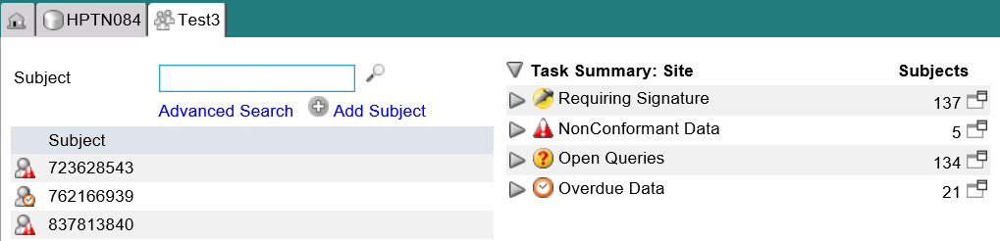 HPTN084 Test3
Subject
Advanced Search Add Subject
Subject
723628543
762166939
837813840
Task Summary: Site Subjects
Requiring Signature 137
NonConformant Data 5
Open Queries 134
Overdue Data 21